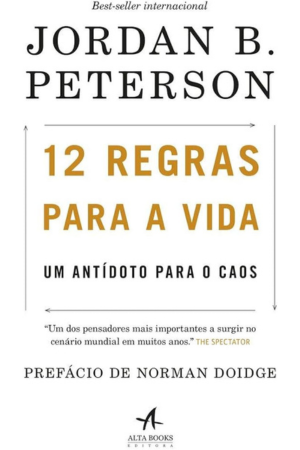 Best-seller internacional
JORDAN B.
PETERSON
12 REGRAS
PARA A VIDA
UM ANTÍDOTO PARA O CAOS
“Um dos pensadores mais importantes a surgir no
cenário mundial em muitos anos.” THE SPECTATOR
PREFÁCIO DE NORMAN DOIDGE
ALTA BOOKS
EDITORA